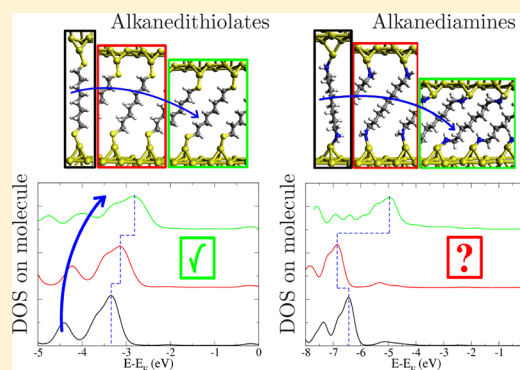 Alkanedithiolates
Alkanediamines
DOS on molecule
✓
-5 -4 -3 -2 -1 0
E-E_F (eV)
DOS on molecule
?
-8 -7 -6 -5 -4 -3 -2 -1 0
E-E_F (eV)